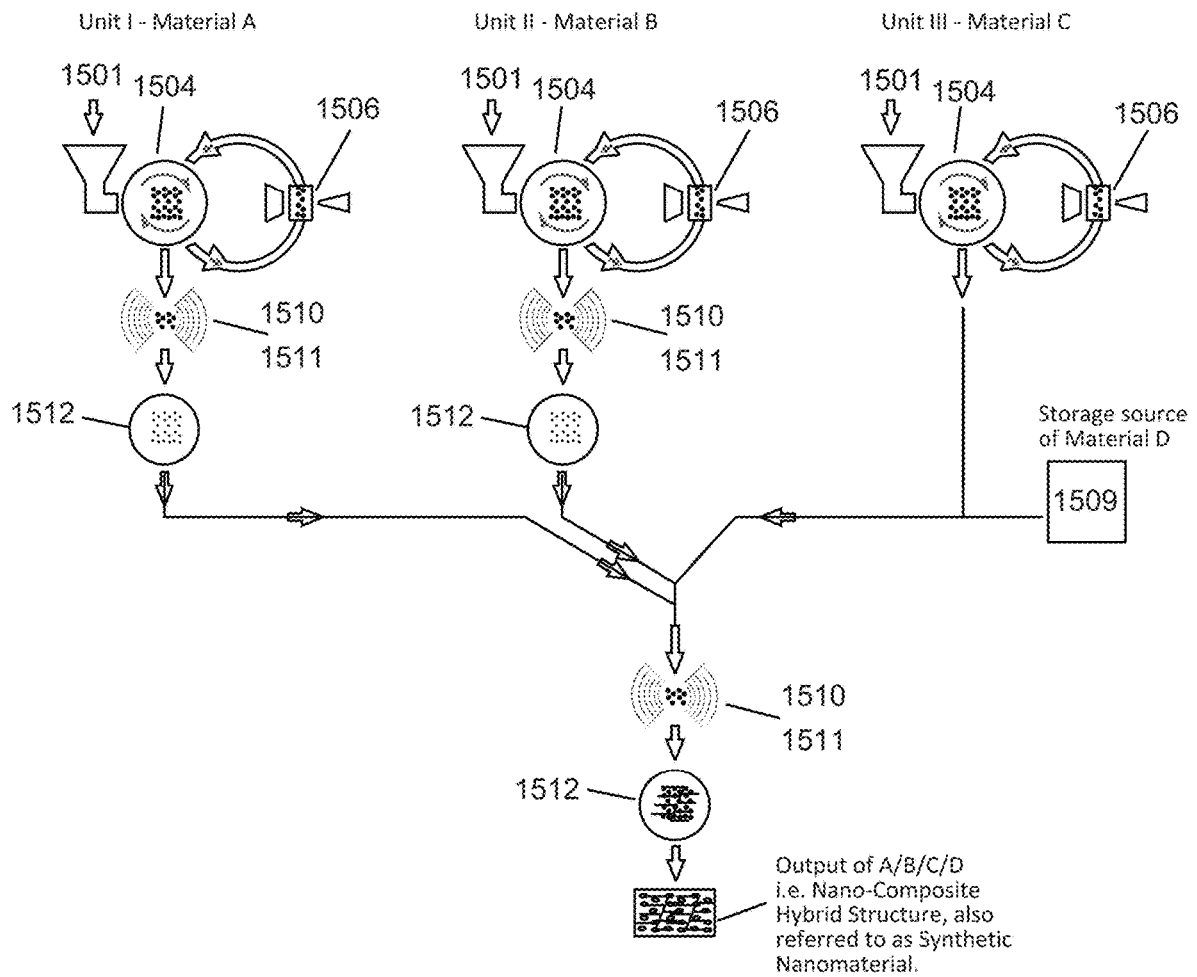 Unit I - Material A
Unit II - Material B
Unit III - Material C
1501
1504
1506
1501
1504
1506
1501
1504
1506
1510
1511
1510
1511
1512
1512
Storage source
of Material D
1509
1510
1511
1512
Output of A/B/C/D
i.e. Nano-Composite
Hybrid Structure, also
referred to as Synthetic
Nanomaterial.